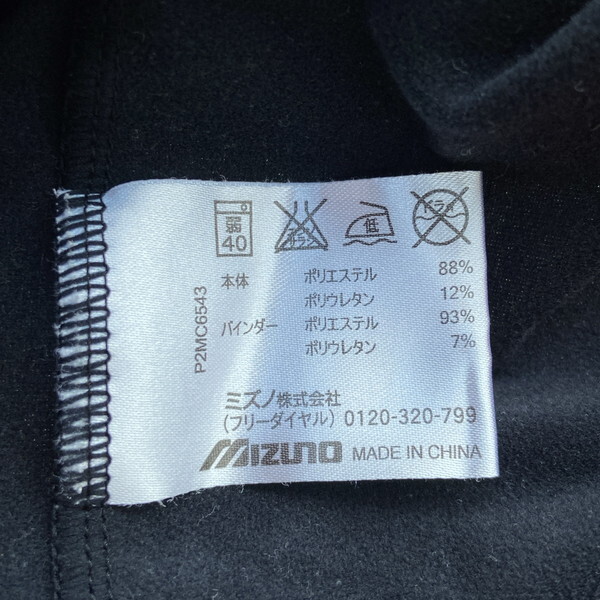 弱
40
エンソ
サラシ
低
ドライ
本体 ポリエステル 88%
ポリウレタン 12%
バインダー ポリエステル 93%
ポリウレタン 7%
P2MC6543
ミズノ株式会社
(フリーダイヤル) 0120-320-799
MIZUNO MADE IN CHINA